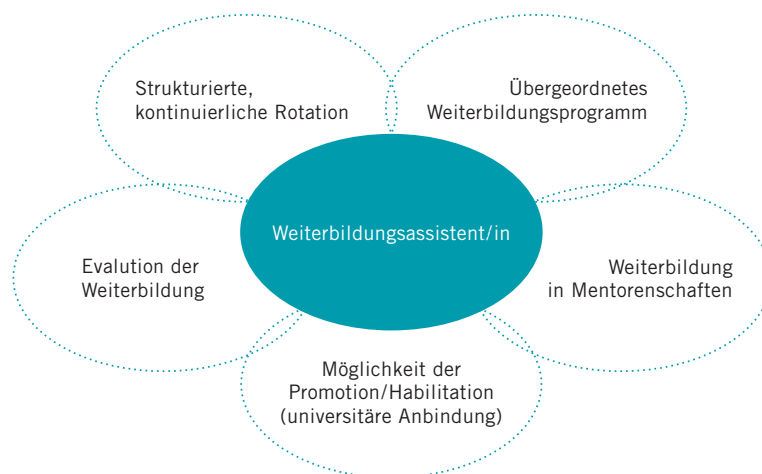 Strukturierte,
kontinuierliche Rotation
Übergeordnetes
Weiterbildungsprogramm
Weiterbildungsassistent/in
Evalution der
Weiterbildung
Weiterbildung
in Mentorenschaften
Möglichkeit der
Promotion/Habilitation
(universitäre Anbindung)